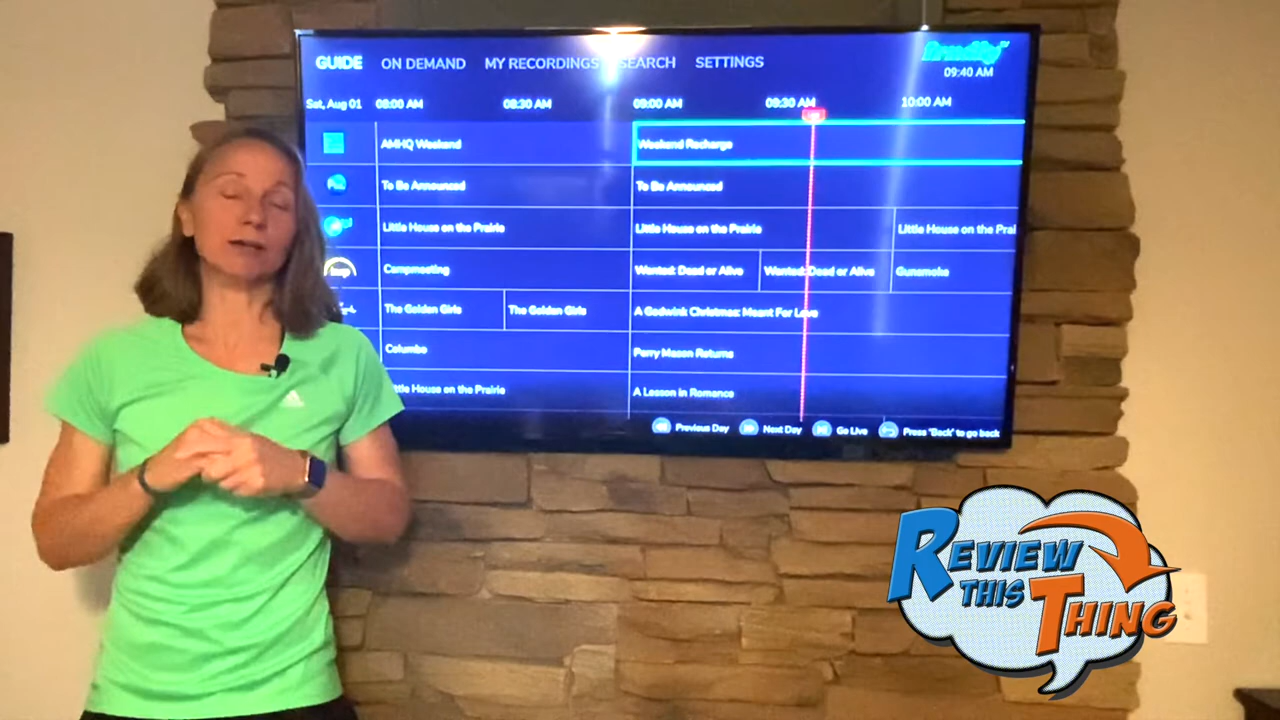 GUIDE ON DEMAND MY RECORDINGS SEARCH SETTINGS
09:40 AM
Sat, Aug 01 08:00 AM 08:30 AM 09:00 AM 09:30 AM 10:00 AM
AMHQ Weekend Weekend Recharge
To Be Announced To Be Announced
Little House on the Prairie Little House on the Prairie Little House on the Prai
Campmeeting Wanted: Dead or Alive Wanted: Dead or Alive Gunsmoke
The Golden Girls The Golden Girls A Godwink Christmas: Meant For Love
Columbo Perry Mason Returns
ttle House on the Prairie A Lesson in Romance
Previous Day Next Day Go Live Press "Back" to go back
REVIEW
THIS
THING